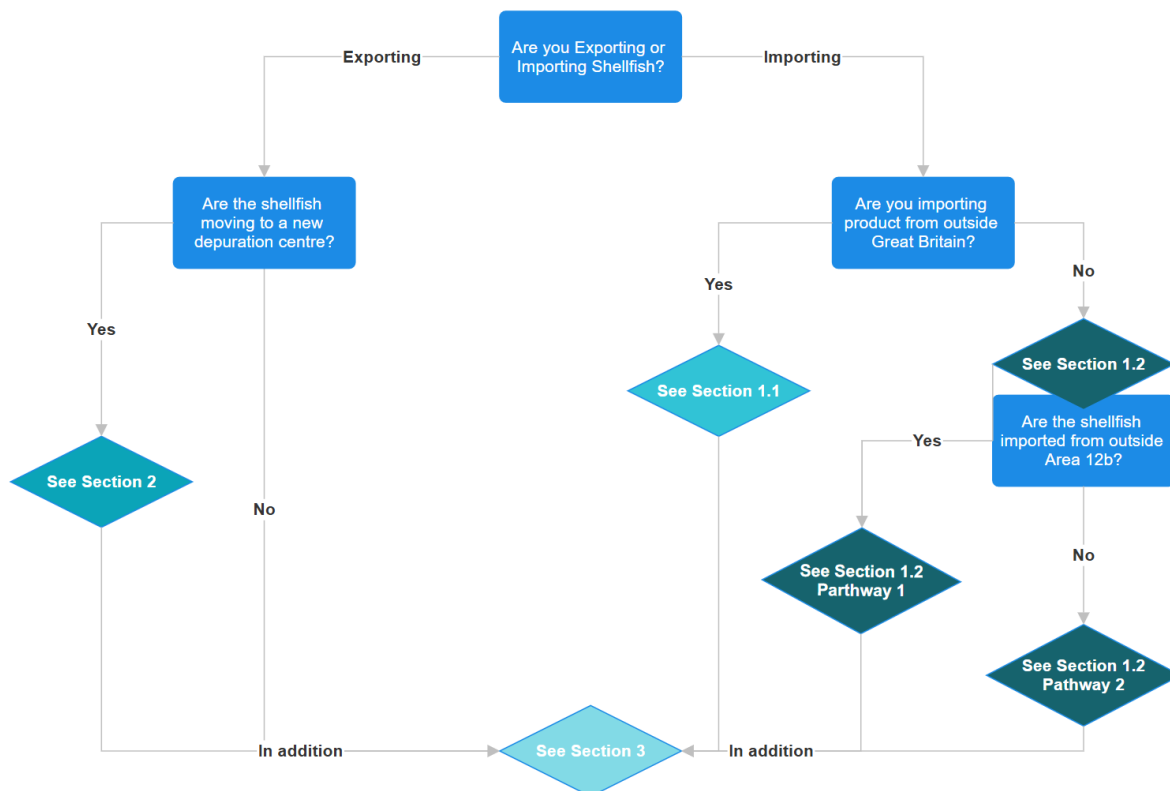 Are you Exporting or
Importing Shellfish?
Exporting
Importing
Are the shellfish
moving to a new
depuration centre?
Are you importing
product from outside
Great Britain?
No
Yes
Yes
See Section 1.2
See Section 1.1
Are the shellfish
imported from outside
Area 12b?
Yes
See Section 2
No
No
See Section 1.2
Parthway 1
See Section 1.2
Pathway 2
In addition
See Section 3
In addition